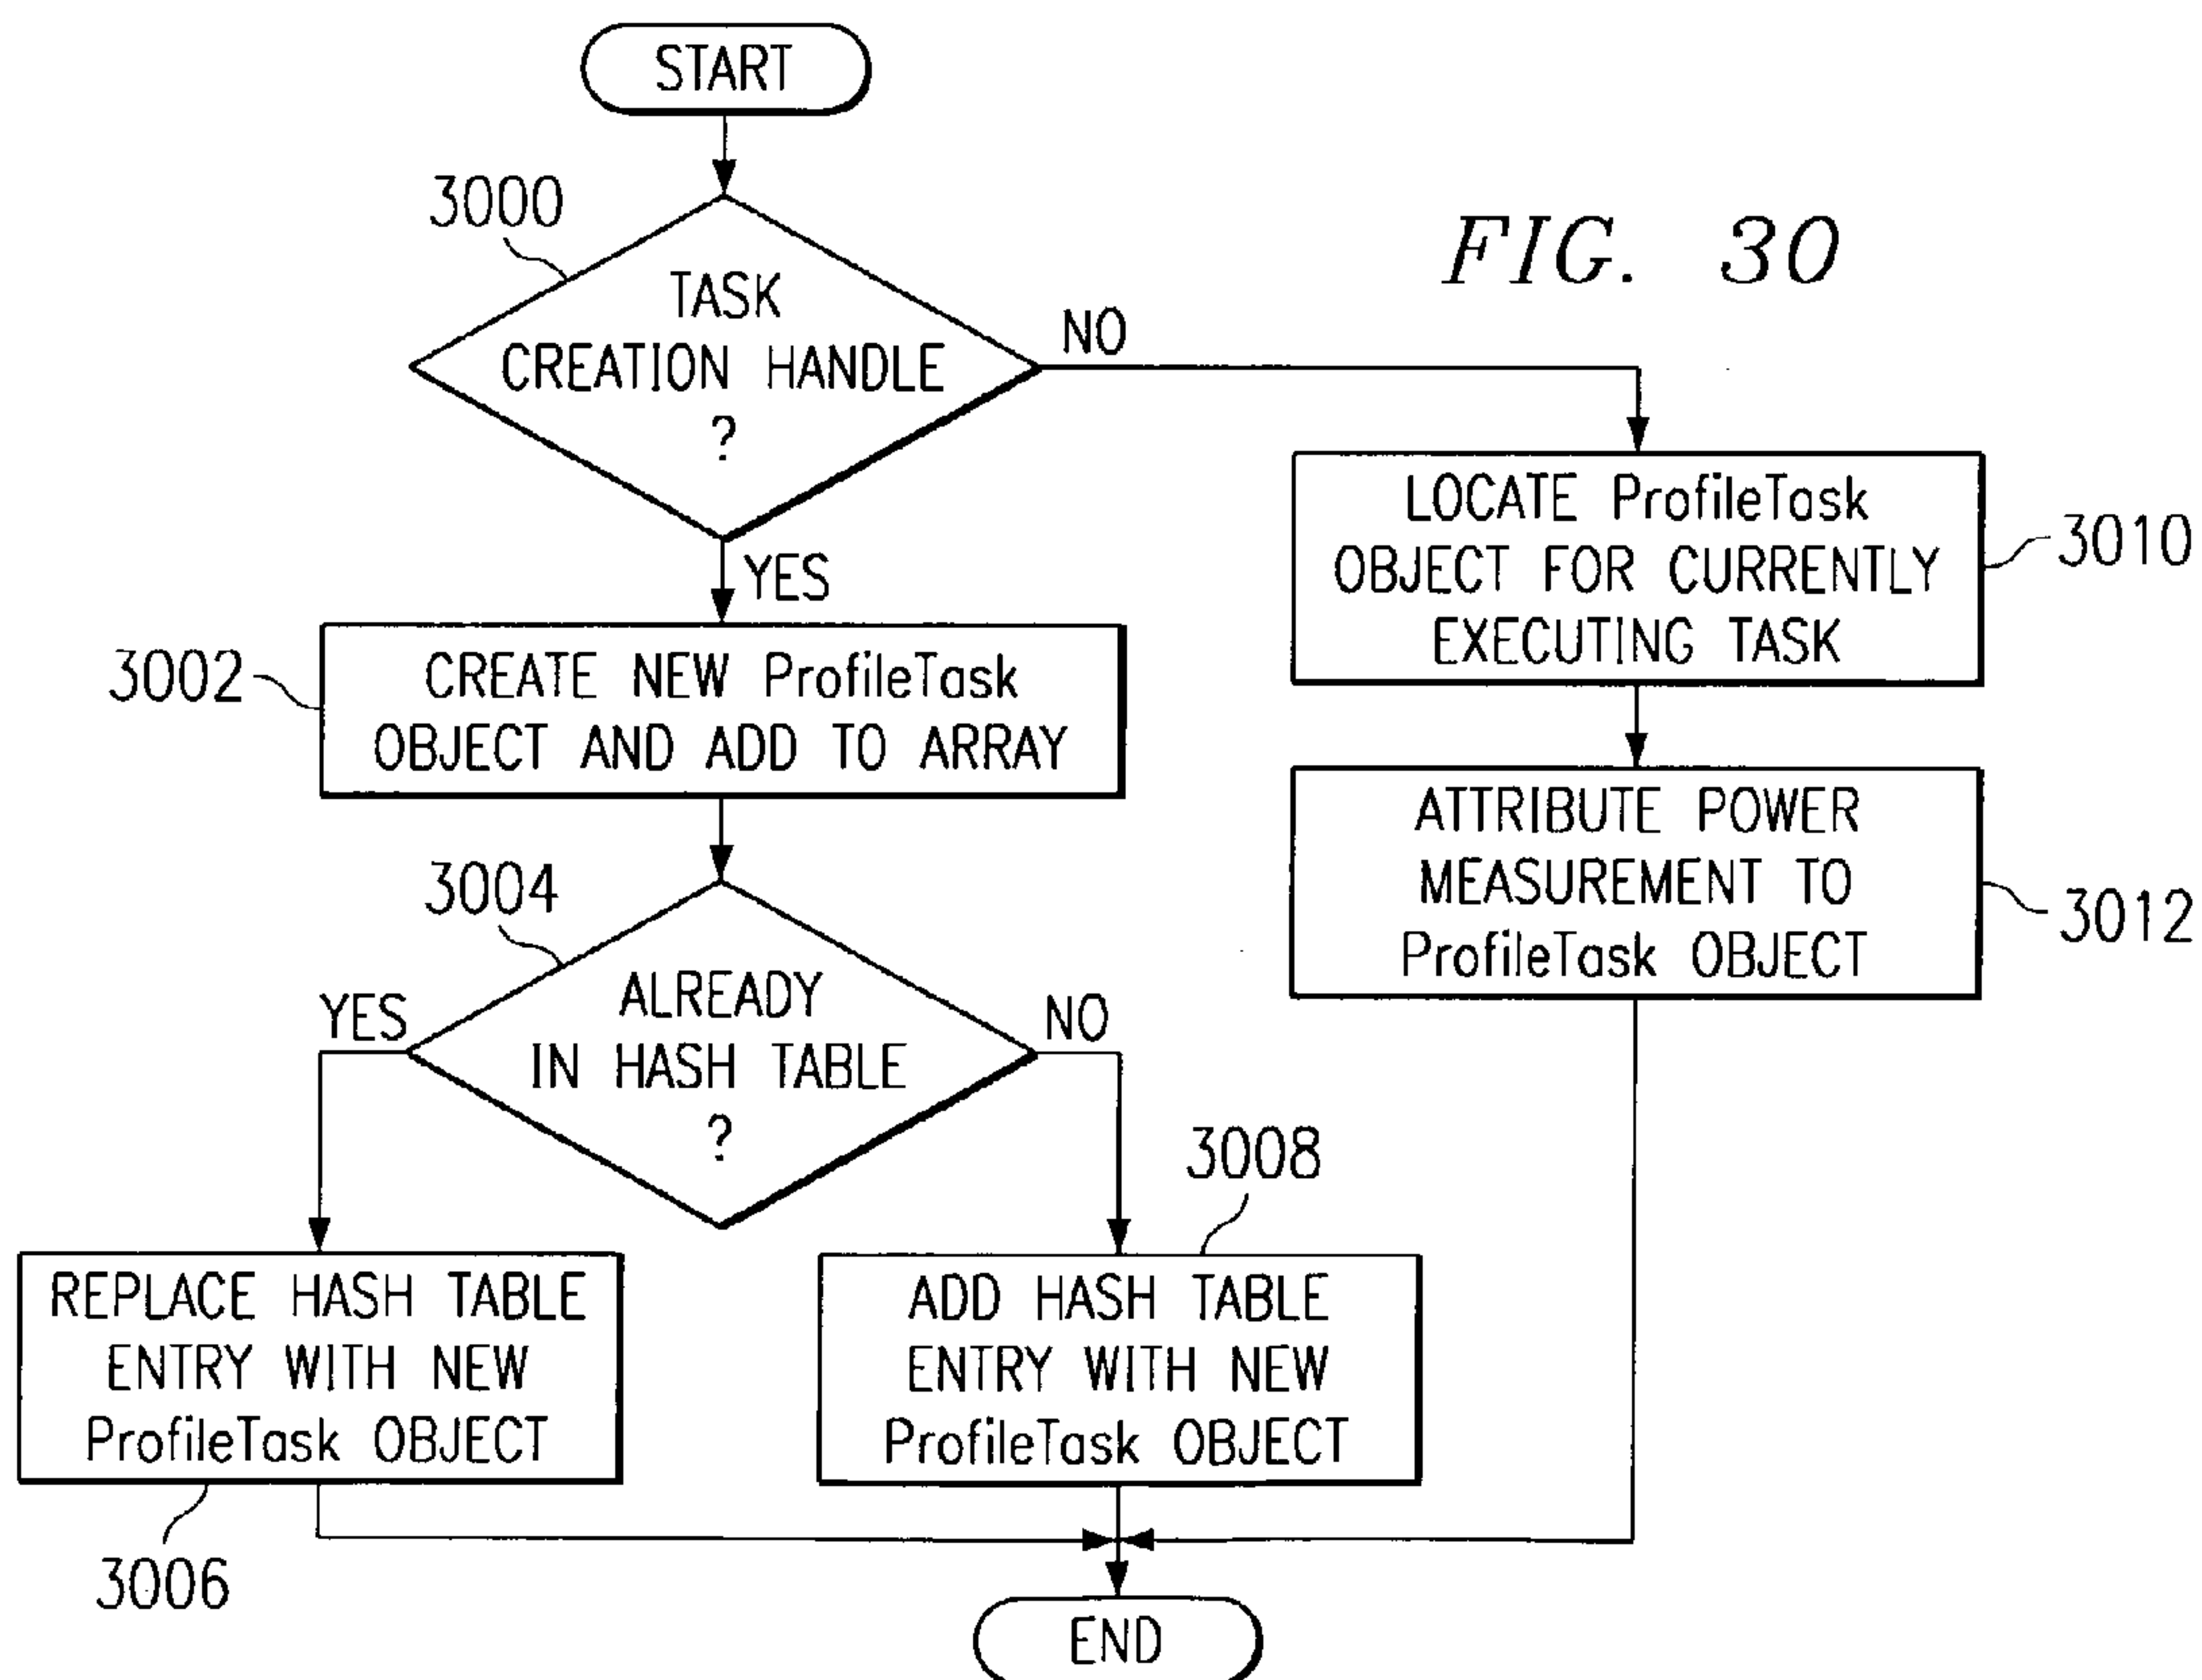 START
3000
FIG. 30
TASK
CREATION HANDLE
?
NO
YES
LOCATE ProfileTask
OBJECT FOR CURRENTLY
EXECUTING TASK
3010
3002
CREATE NEW ProfileTask
OBJECT AND ADD TO ARRAY
ATTRIBUTE POWER
MEASUREMENT TO
ProfileTask OBJECT
3012
3004
ALREADY
IN HASH TABLE
?
YES
NO
3008
REPLACE HASH TABLE
ENTRY WITH NEW
ProfileTask OBJECT
3006
ADD HASH TABLE
ENTRY WITH NEW
ProfileTask OBJECT
END